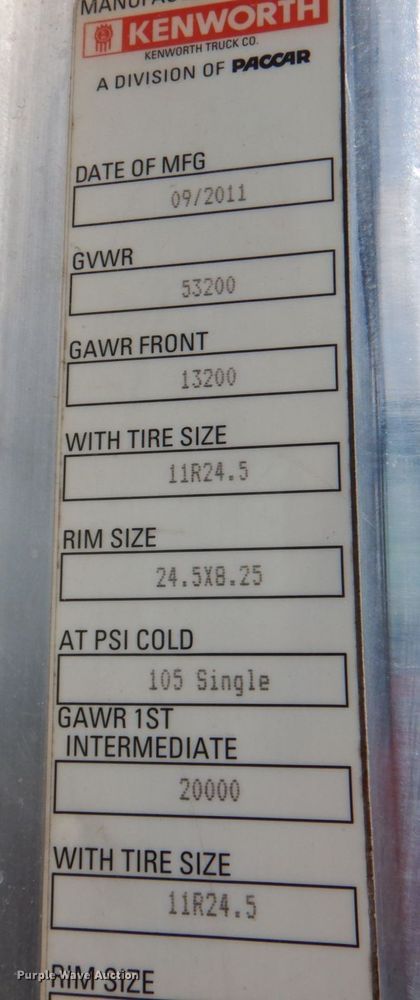 KENWORTH
KENWORTH TRUCK CO.
A DIVISION OF PACCAR
DATE OF MFG
09/2011
GVWR
53200
GAWR FRONT
13200
WITH TIRE SIZE
11R24.5
RIM SIZE
24.5X8.25
AT PSI COLD
105 Single
GAWR 1ST
INTERMEDIATE
20000
WITH TIRE SIZE
11R24.5
RIM SIZE
Purple Wave Auction